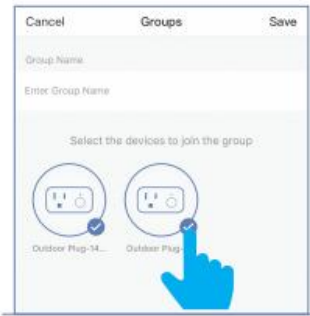 Cancel Groups Save
Group Name
Enter Group Name
Select the devices to join the group
Outdoor Plug-14... Outdoor Plug-